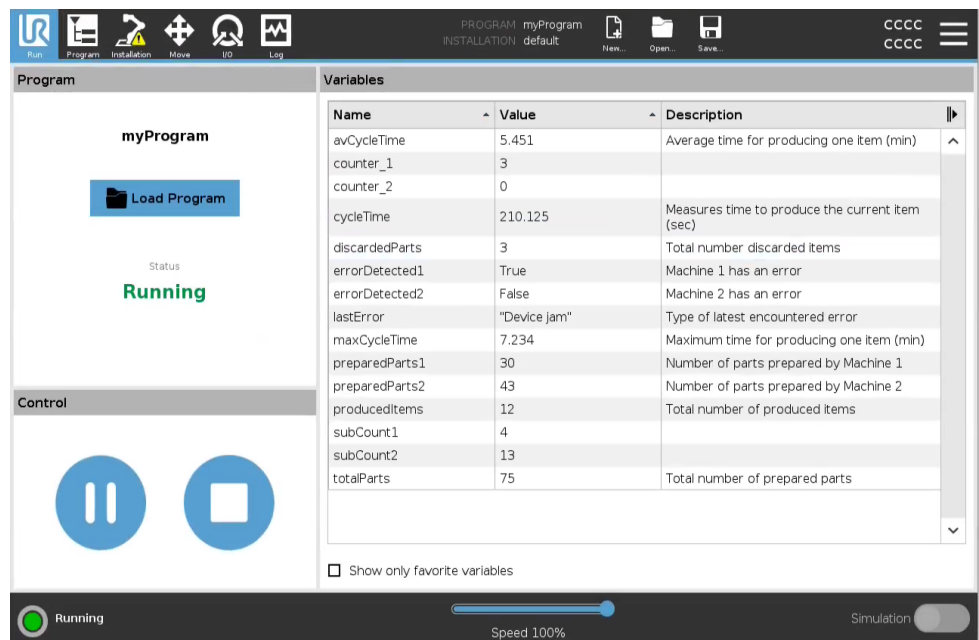 PROGRAM myProgram
INSTALLATION default
CCCC
CCCC
UR
Run
Program
Installation
Move
I/O
Log
New...
Open...
Save...
Program
myProgram
Load Program
Status
Running
Control
Variables
Name Value Description
avCycleTime 5.451 Average time for producing one item (min)
counter_1 3
counter_2 0
cycleTime 210.125 Measures time to produce the current item
(sec)
discardedParts 3 Total number discarded items
errorDetected1 True Machine 1 has an error
errorDetected2 False Machine 2 has an error
lastError "Device jam" Type of latest encountered error
maxCycleTime 7.234 Maximum time for producing one item (min)
preparedParts1 30 Number of parts prepared by Machine 1
preparedParts2 43 Number of parts prepared by Machine 2
producedItems 12 Total number of produced items
subCount1 4
subCount2 13
totalParts 75 Total number of prepared parts
Show only favorite variables
Running
Speed 100%
Simulation